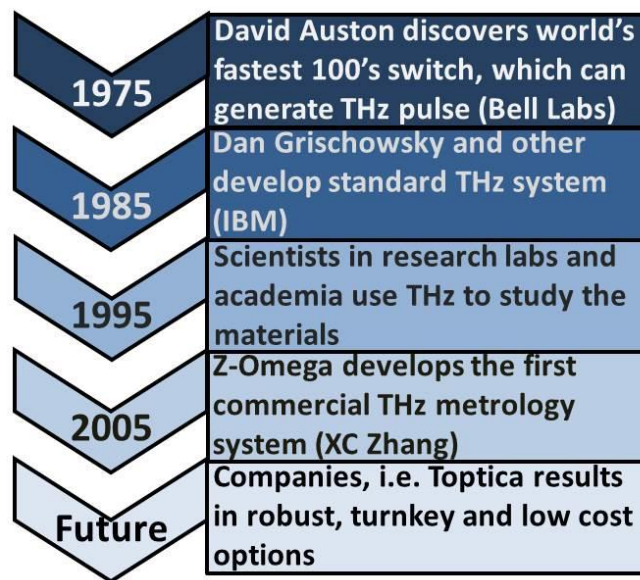 1975
David Auston discovers world's
fastest 100's switch, which can
generate THz pulse (Bell Labs)
1985
Dan Grischowsky and other
develop standard THz system
(IBM)
1995
Scientists in research labs and
academia use THz to study the
materials
2005
Z-Omega develops the first
commercial THz metrology
system (XC Zhang)
Future
Companies, i.e. Toptica results
in robust, turnkey and low cost
options